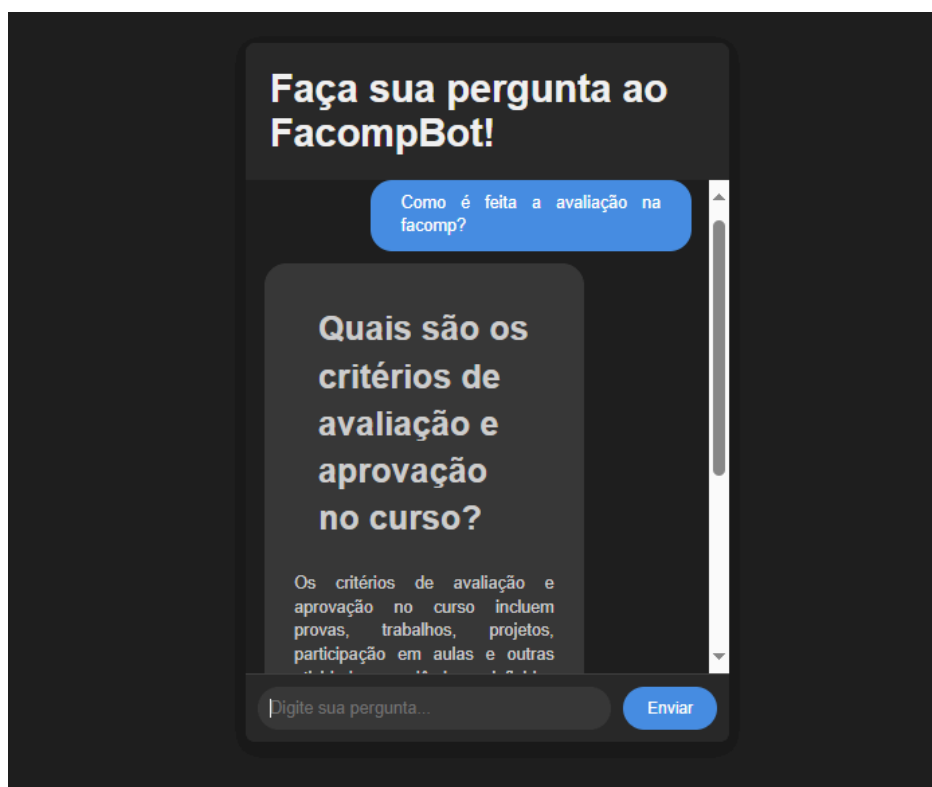 Faça sua pergunta ao
FacompBot!
Como é feita a avaliação na
facomp?
Quais são os
critérios de
avaliação e
aprovação
no curso?
Os critérios de avaliação e
aprovação no curso incluem
provas, trabalhos, projetos,
participação em aulas e outras
Digite sua pergunta...
Enviar